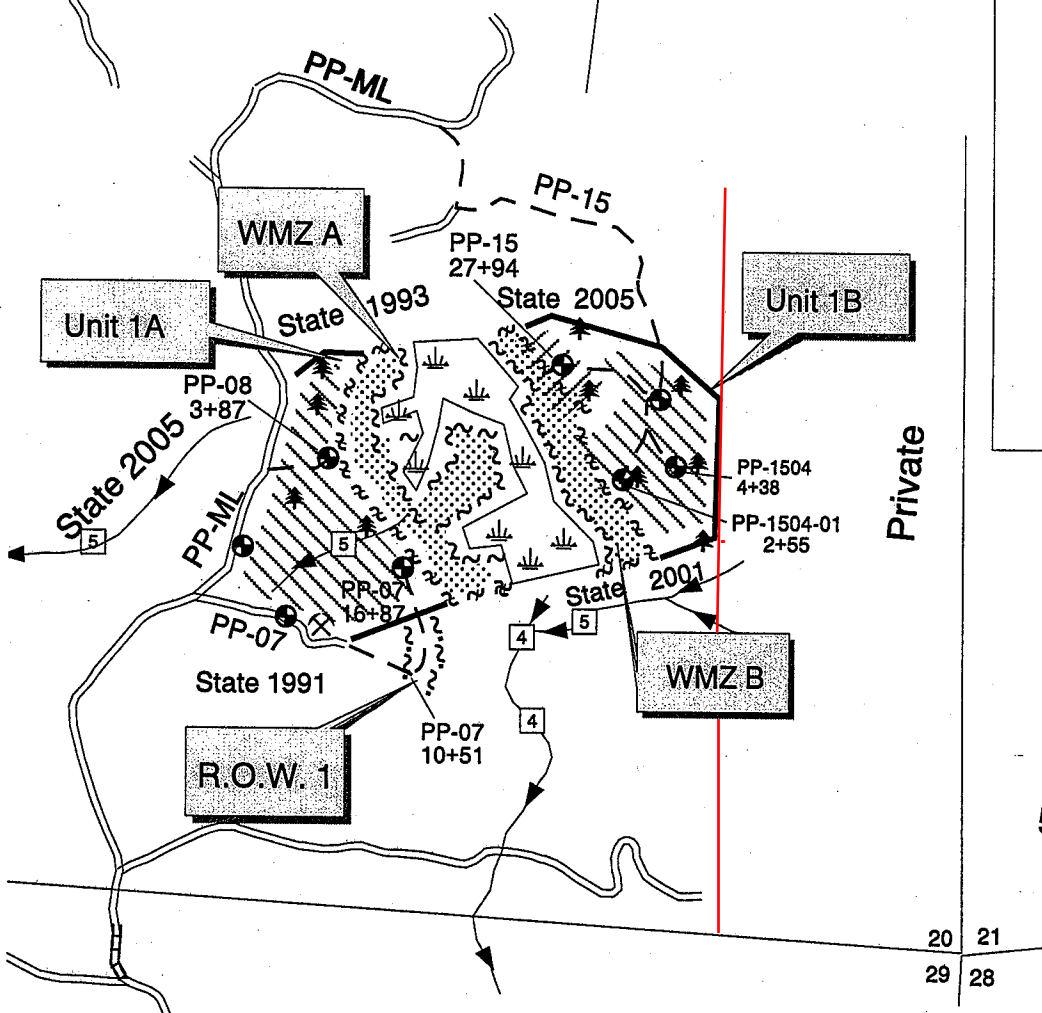 PP-ML
PP-15
WMZ A
PP-15
27+94
Unit 1B
State 1993
State 2005
Unit 1A
PP-08
3+87
State 2005
5
PP-ML
5
PP-1504
4+38
PP-1504-01
2+55
Private
PP-07
16+87
State 2001
5
4
PP-07
State 1991
WMZ B
4
PP-07
10+51
R.O.W. 1
20
21
29
28